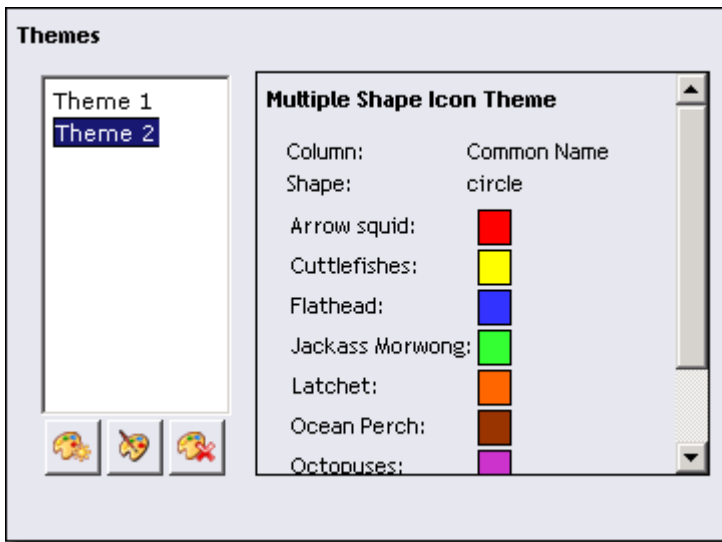 Themes
Theme 1
Theme 2
Multiple Shape Icon Theme
Column: Common Name
Shape: circle
Arrow squid:
Cuttlefishes:
Flathead:
Jackass Morwong:
Latchet:
Ocean Perch:
Octopuses: